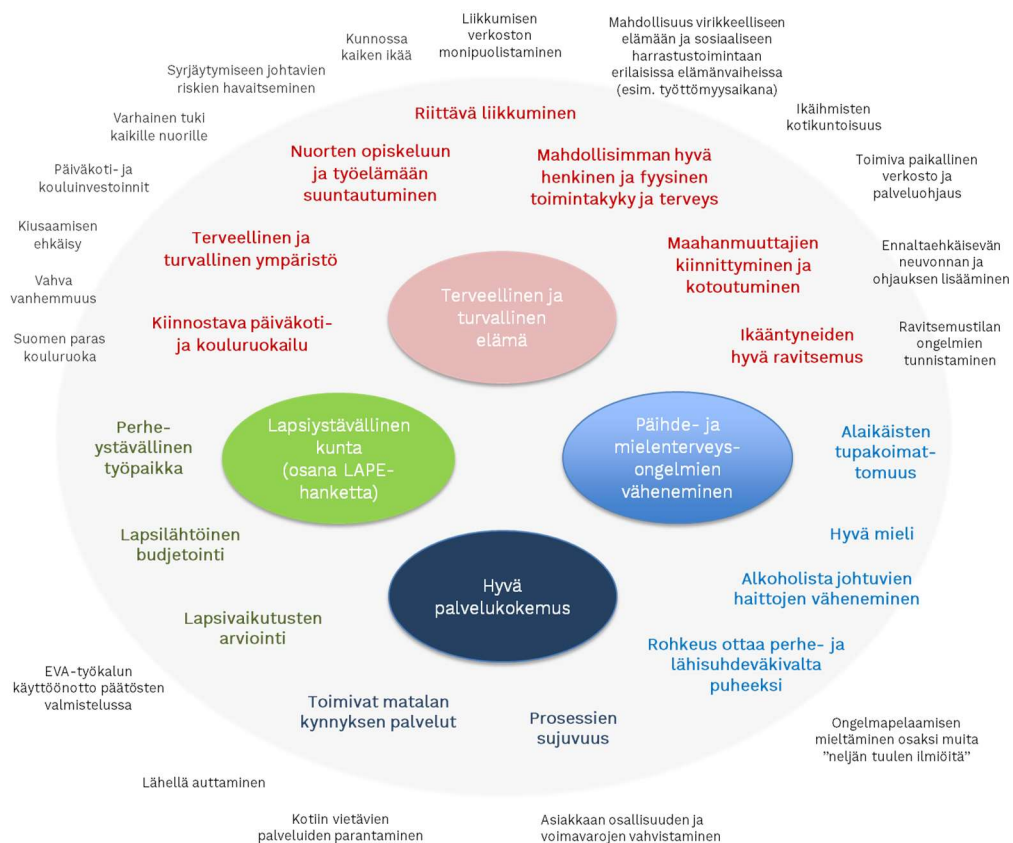 Liikkumisen
verkoston
monipuolistaminen
Mahdollisuus virikkeelliseen
elämään ja sosiaaliseen
harrastustoimintaan
erilaisissa elämänvaiheissa
(esim. työttömyysaikana)
Kunnossa
kaiken ikää
Syrjäytymiseen johtavien
riskien havaitseminen
Varhainen tuki
kaikille nuorille
Päiväkoti- ja
kouluinvestoinnit
Kiusaamisen
ehkäisy
Vahva
vanhemmuus
Suomen paras
kouluruoka
Ikäihmisten
kotikuntoisuus
Toimiva paikallinen
verkosto ja
palveluohjaus
Ennaltaehkäisevän
neuvonnan ja
ohjauksen lisääminen
Ravitsemustilan
ongelmien
tunnistaminen
Riittävä liikkuminen
Nuorten opiskeluun
ja työelämään
suuntautuminen
Mahdollisimman hyvä
henkinen ja fyysinen
toimintakyky ja terveys
Terveellinen ja
turvallinen ympäristö
Maahanmuuttajien
kiinnittyminen ja
kotoutuminen
Kiinnostava päiväkoti-
ja kouluruokailu
Ikääntyneiden
hyvä ravitsemus
Terveellinen ja
turvallinen
elämä
Perhe-
ystävällinen
työpaikka
Lapsiystävällinen
kunta
(osana LAPE-
hanketta)
Päihde- ja
mielenterveys-
ongelmien
väheneminen
Alaikäisten
tupakoimat-
tomuus
Lapsilähtöinen
budjetointi
Hyvä mieli
Hyvä
palvelukokemus
Alkoholista johtuvien
haittojen väheneminen
Lapsivaikutusten
arviointi
Rohkeus ottaa perhe- ja
lähisuhdeväkivalta
puheeksi
Toimivat matalan
kynnyksen palvelut
Prosessien
sujuvuus
EVA-työkalun
käyttöönotto päätösten
valmistelussa
Ongelmapelaamisen
mieltäminen osaksi muita
”neljän tuulen ilmiöitä”
Lähellä auttaminen
Kotiin vietävien
palveluiden parantaminen
Asiakkaan osallisuuden ja
voimavarojen vahvistaminen